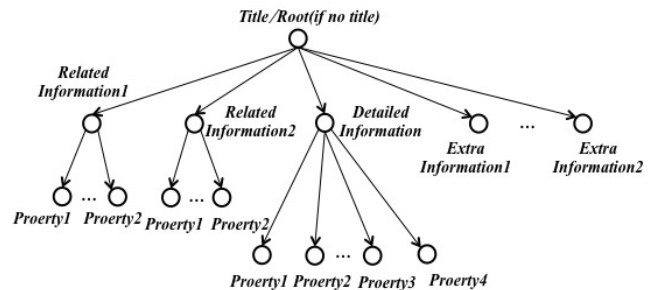 Title/Root(if no title)
Related
Information1
Related
Information2
Detailed
Information
...
Extra
Information1
Extra
Information2
... 
Proerty1 Proerty2
...
Proerty1 Proerty2
...
Proerty1 Proerty2 Proerty3 Proerty4